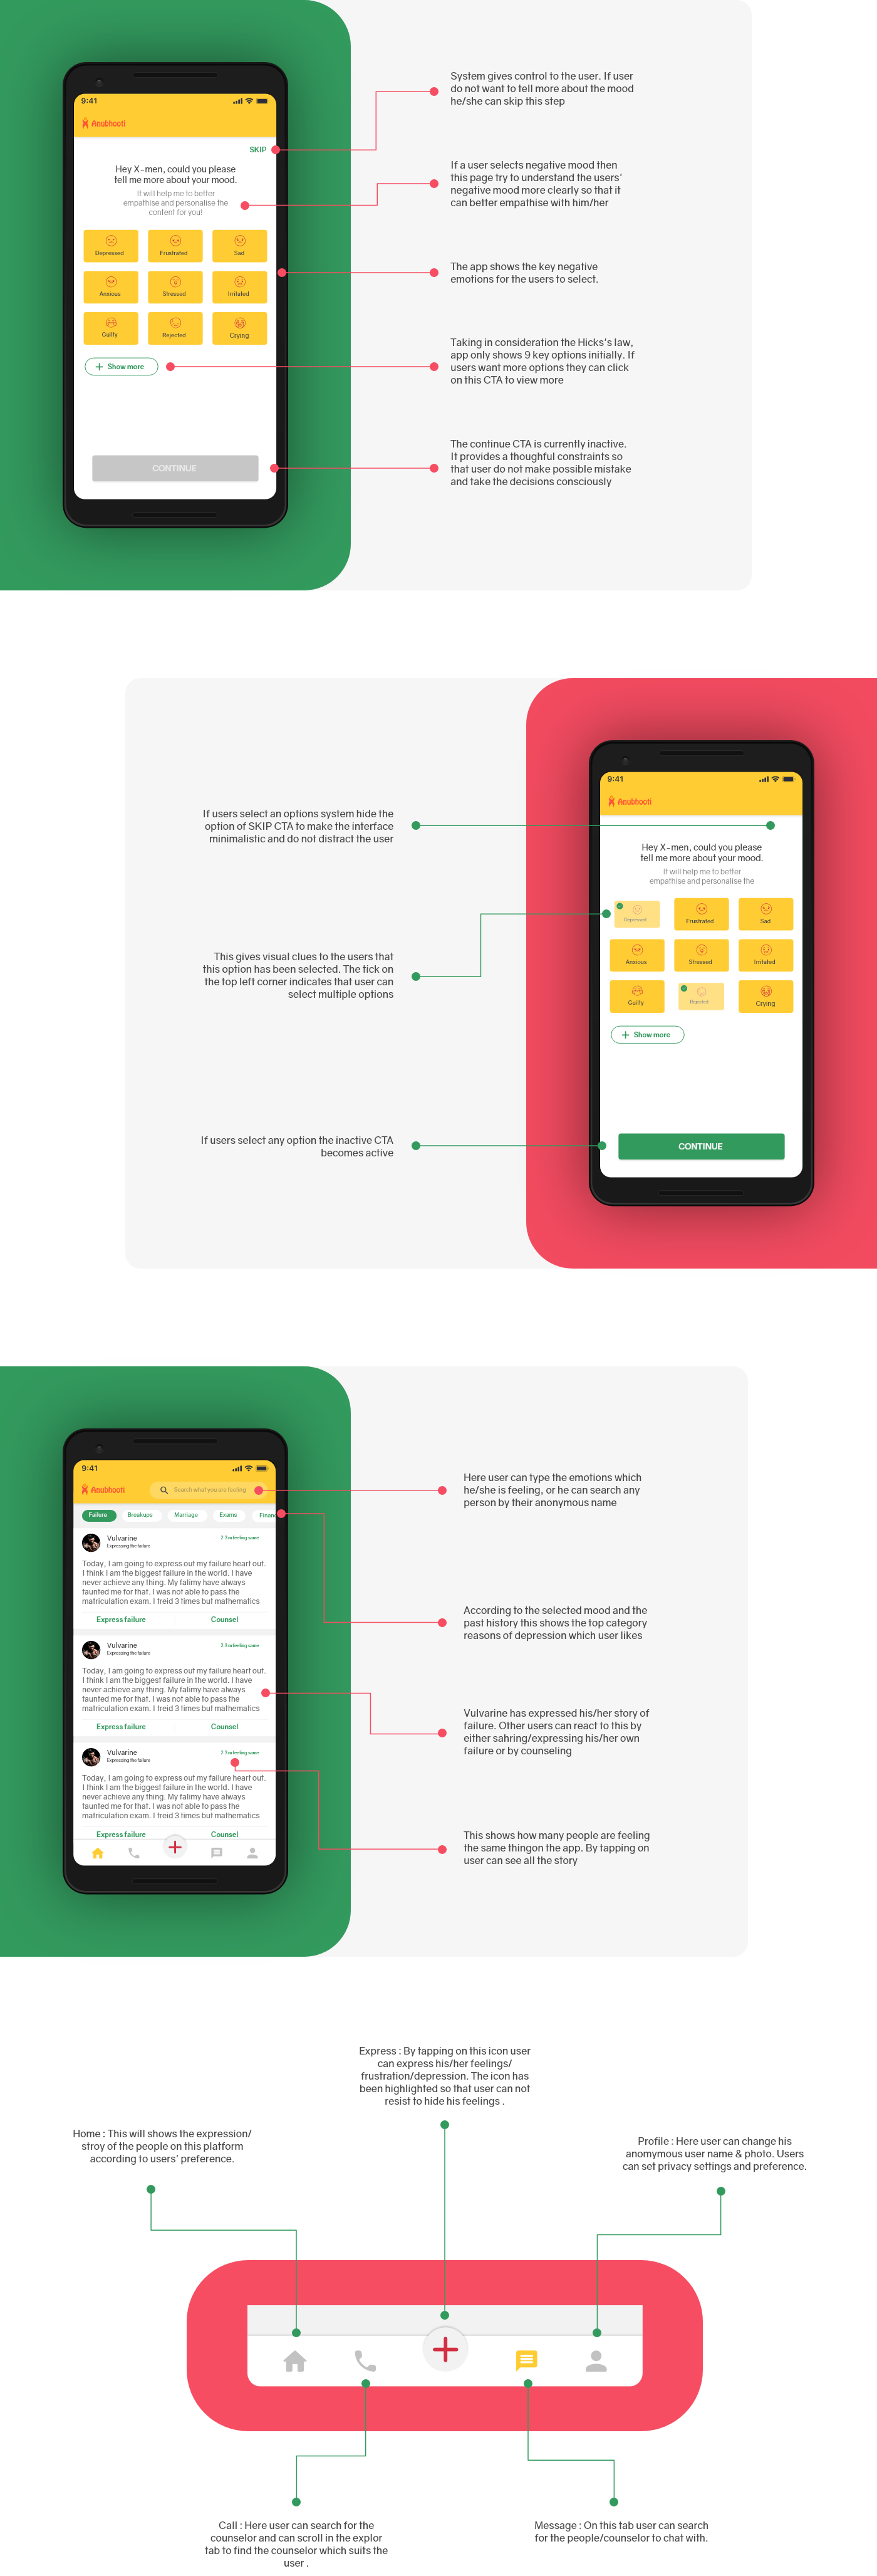 9:41
Anubhooti
SKIP
Hey X-men, could you please
tell me more about your mood.
It will help me to better
empathise and personalise the
content for you!
Depressed
Frustrated
Sad
Anxious
Stressed
Irritated
Guilty
Rejected
Crying
+ Show more
CONTINUE
System gives control to the user. If user
do not want to tell more about the mood
he/she can skip this step
If a user selects negative mood then
this page try to understand the users'
negative mood more clearly so that it
can better empathise with him/her
The app shows the key negative
emotions for the users to select.
Taking in consideration the Hicks's law,
app only shows 9 key options initially. If
users want more options they can click
on this CTA to view more
The continue CTA is currently inactive.
It provides a thoughful constraints so
that user do not make possible mistake
and take the decisions consciously
If users select an options system hide the
option of SKIP CTA to make the interface
minimalistic and do not distract the user
This gives visual clues to the users that
this option has been selected. The tick on
the top left corner indicates that user can
select multiple options
If users select any option the inactive CTA
becomes active
9:41
Anubhooti
Hey X-men, could you please
tell me more about your mood.
It will help me to better
empathise and personalise the
Depressed
Frustrated
Sad
Anxious
Stressed
Irritated
Guilty
Rejected
Crying
+ Show more
CONTINUE
9:41
Anubhooti
Search what you are feeling
Failure
Breakups
Marriage
Exams
Finan
Vulvarine
Expressing the failure
2.3 m feeling same
Today, I am going to express out my failure heart out.
I think I am the biggest failure in the world. I have
never achieve any thing. My falimy have always
taunted me for that. I was not able to pass the
matriculation exam. I treid 3 times but mathematics
Express failure
Counsel
Vulvarine
Expressing the failure
2.3 m feeling same
Today, I am going to express out my failure heart out.
I think I am the biggest failure in the world. I have
never achieve any thing. My falimy have always
taunted me for that. I was not able to pass the
matriculation exam. I treid 3 times but mathematics
Express failure
Counsel
Vulvarine
Expressing the failure
2.3 m feeling same
Today, I am going to express out my failure heart out.
I think I am the biggest failure in the world. I have
never achieve any thing. My falimy have always
taunted me for that. I was not able to pass the
matriculation exam. I treid 3 times but mathematics
Express failure
Counsel
Here user can type the emotions which
he/she is feeling, or he can search any
person by their anonymous name
According to the selected mood and the
past history this shows the top category
reasons of depression which user likes
Vulvarine has expressed his/her story of
failure. Other users can react to this by
either sahring/expressing his/her own
failure or by counseling
This shows how many people are feeling
the same thingon the app. By tapping on
user can see all the story
Express : By tapping on this icon user
can express his/her feelings/
frustration/depression. The icon has
been highlighted so that user can not
resist to hide his feelings .
Home : This will shows the expression/
stroy of the people on this platform
according to users' preference.
Profile : Here user can change his
anomymous user name & photo. Users
can set privacy settings and preference.
Call : Here user can search for the
counselor and can scroll in the explor
tab to find the counselor which suits the
user .
Message : On this tab user can search
for the people/counselor to chat with.